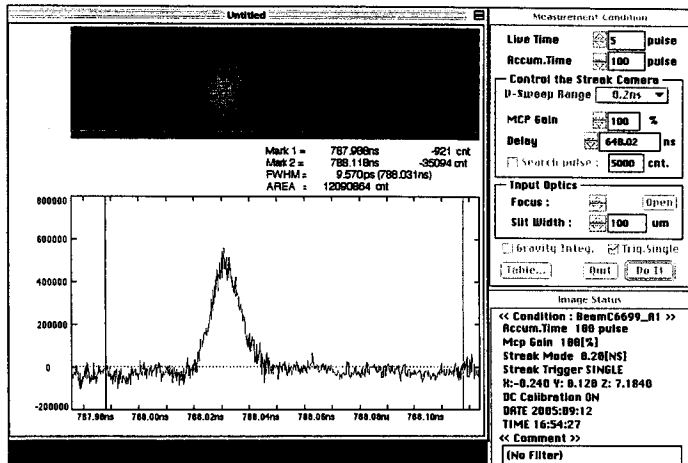 Untitled
Mark 1 = 787.988ns -921 cnt
Mark 2 = 788.118ns -35094 cnt
FWHM = 9.570ps (788.031ns)
AREA = 12090864 cnt
800000
600000
400000
200000
0
-200000
787.98ns 788.00ns 788.02ns 788.04ns 788.06ns 788.08ns 788.10ns
Measurement Condition
Live Time 5 pulse
Accum.Time 100 pulse
Control the Streak Camera
V-Sweep Range 0.2ns
MCP Gain 100 %
Delay 648.02 ns
Search pulse : 5000 cnt.
Input Optics
Focus : Open
Slit Width : 100 um
Gravity Integ. Trig.Single
Table... Quit Do It
Image Status
<< Condition : BeamC6699_A1 >>
Accum.Time 100 pulse
Mcp Gain 100[%]
Streak Mode 0.20[NS]
Streak Trigger SINGLE
X:-0.240 Y: 0.120 Z: 7.1840
DC Calibration ON
DATE 2005:09:12
TIME 16:54:27
<< Comment >>
(No Filter)